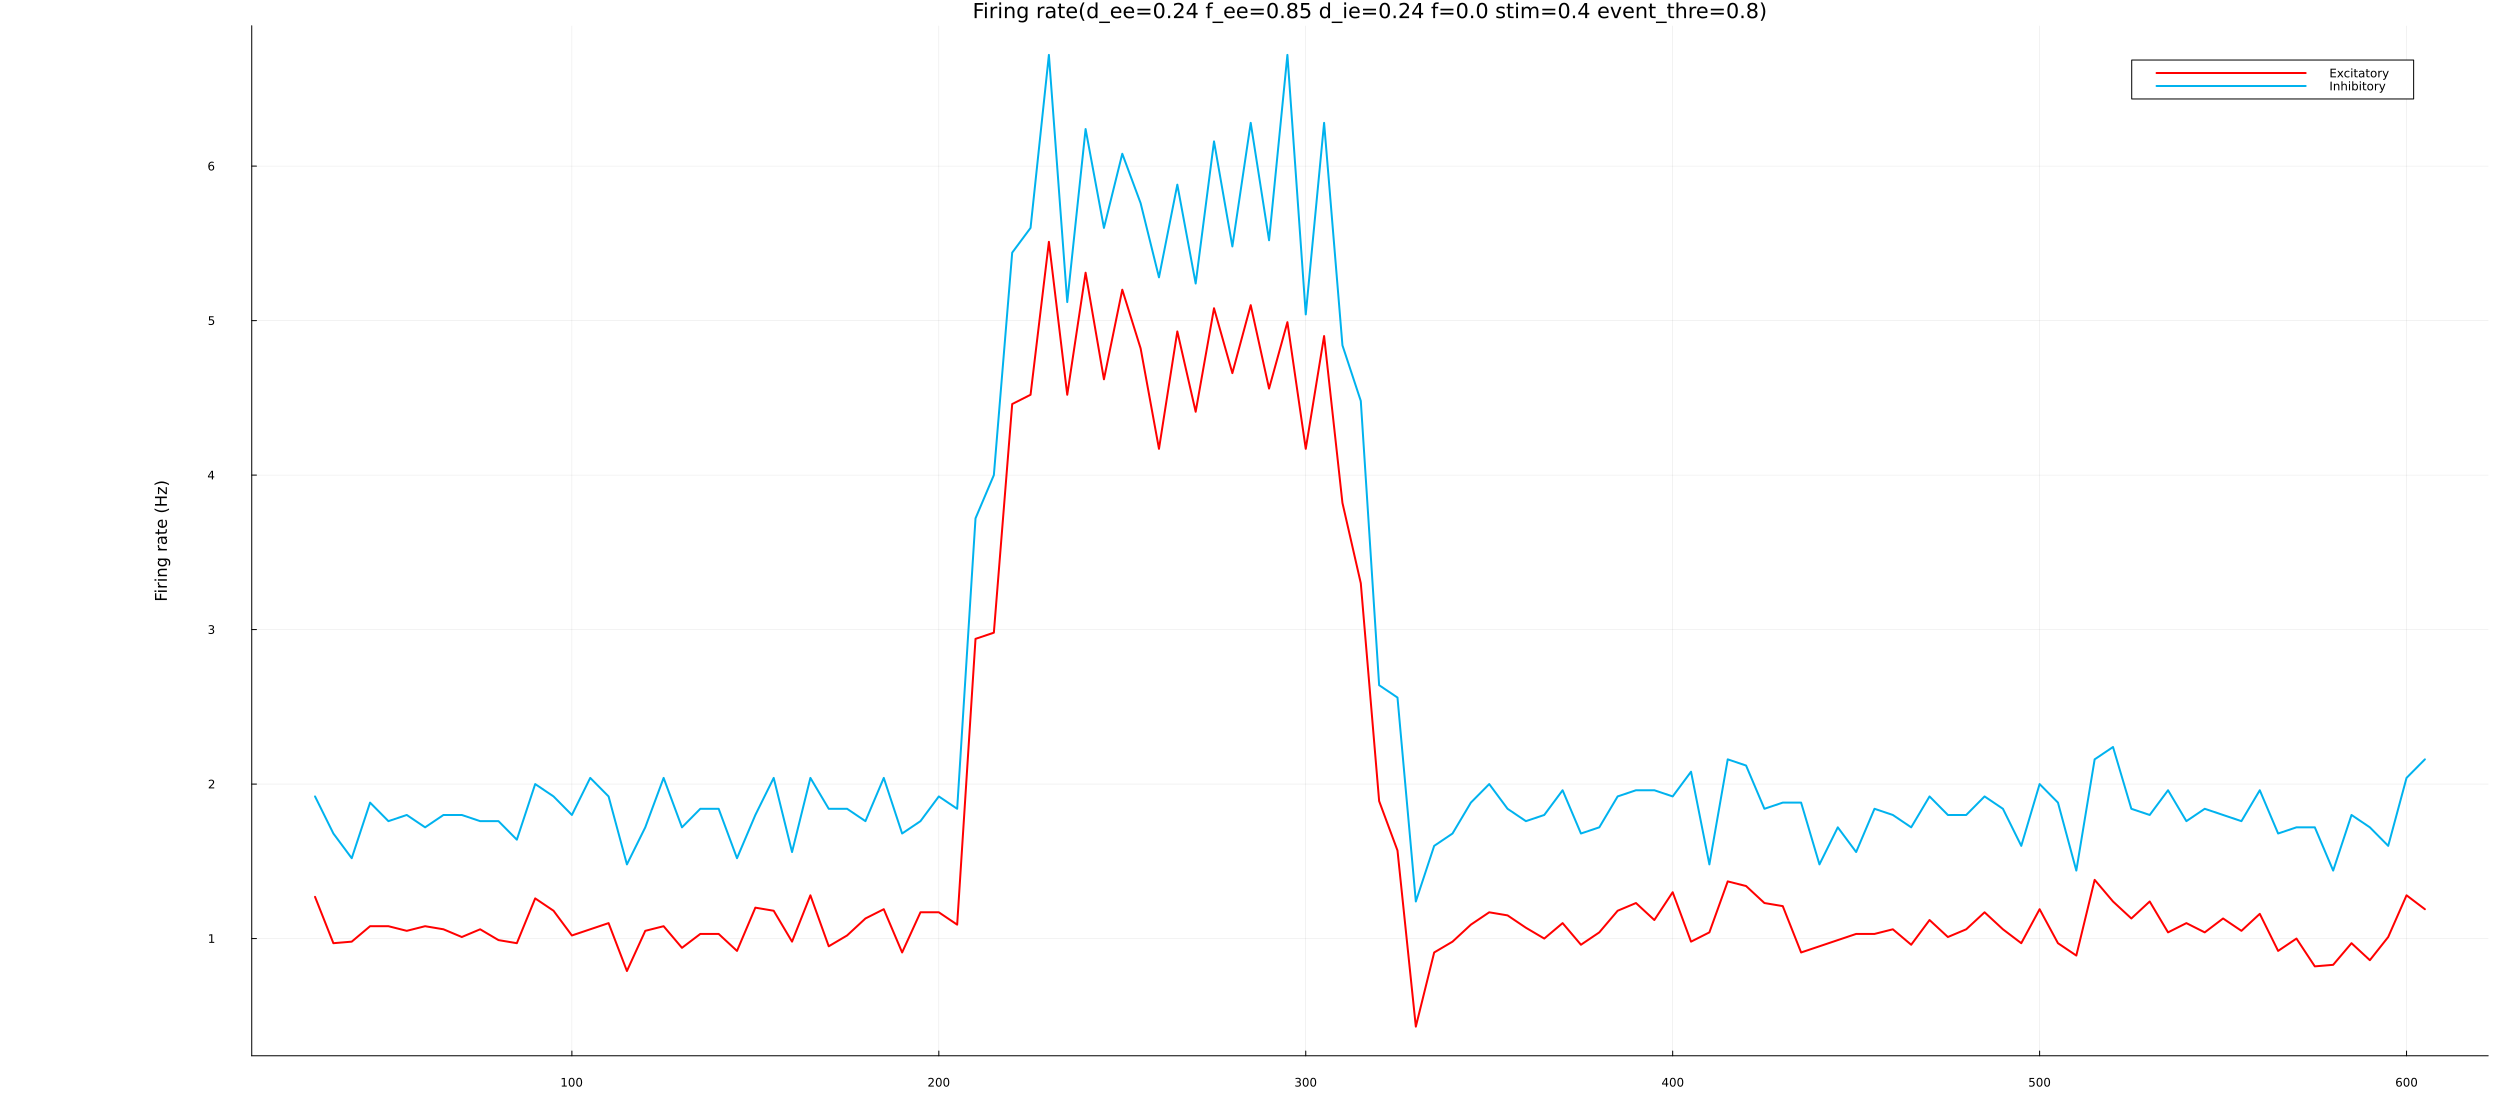 Firing rate(d_ee=0.24 f_ee=0.85 d_ie=0.24 f=0.0 stim=0.4 event_thre=0.8)
Excitatory
Inhibitory
6
5
4
3
2
1
Firing rate (Hz)
100 200 300 400 500 600